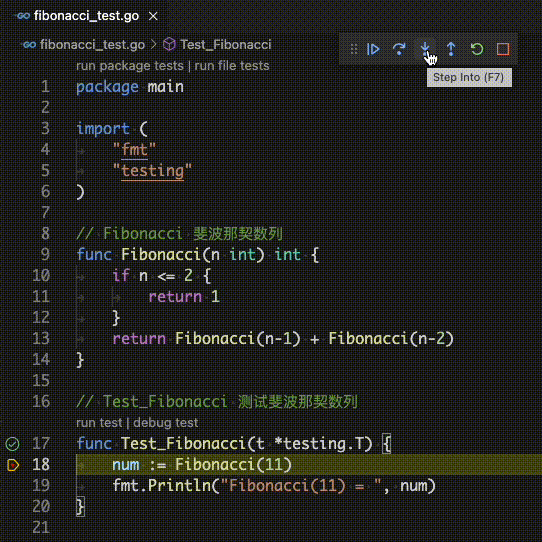 fibonacci_test.go
fibonacci_test.go > Test_Fibonacci
Step Into (F7)
run package tests | run file tests
1 package main
2
3 import (
4 "fmt"
5 "testing"
6 )
7
8 // Fibonacci 斐波那契数列
9 func Fibonacci(n int) int {
10 if n <= 2 {
11 return 1
12 }
13 return Fibonacci(n-1) + Fibonacci(n-2)
14 }
15
16 // Test_Fibonacci 测试斐波那契数列
run test | debug test
17 func Test_Fibonacci(t *testing.T) {
18 num := Fibonacci(11)
19 fmt.Println("Fibonacci(11) = ", num)
20 }
21